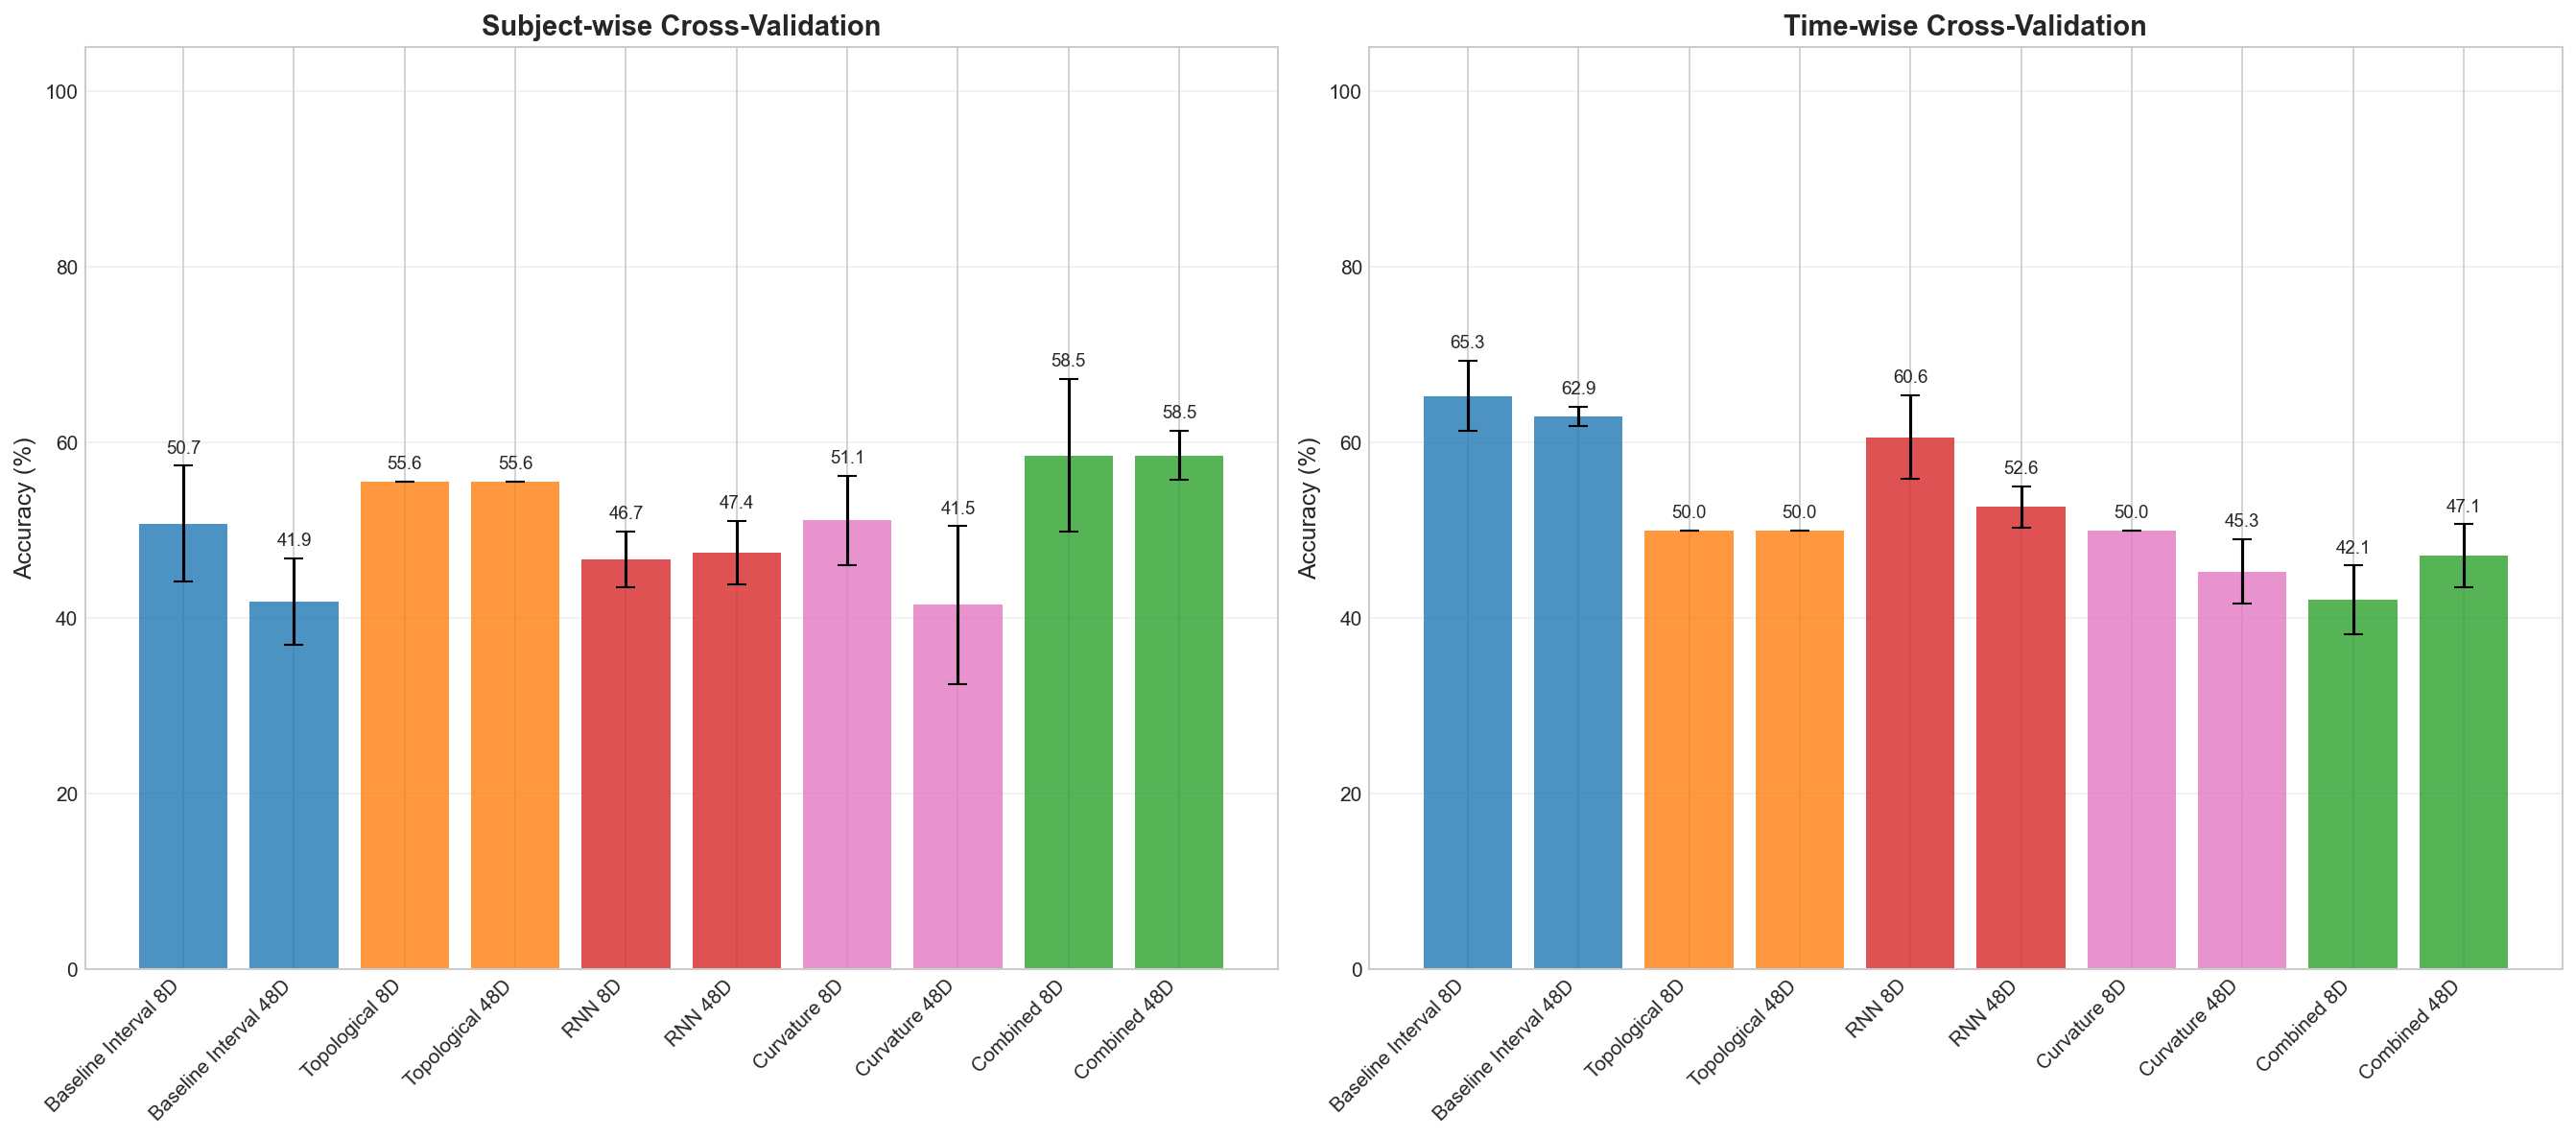 Subject-wise Cross-Validation
Accuracy (%)
100
80
60
40
20
0
50.7
41.9
55.6
55.6
46.7
47.4
51.1
41.5
58.5
58.5
Baseline Interval 8D
Baseline Interval 48D
Topological 8D
Topological 48D
RNN 8D
RNN 48D
Curvature 8D
Curvature 48D
Combined 8D
Combined 48D
Time-wise Cross-Validation
Accuracy (%)
100
80
60
40
20
0
65.3
62.9
50.0
50.0
60.6
52.6
50.0
45.3
42.1
47.1
Baseline Interval 8D
Baseline Interval 48D
Topological 8D
Topological 48D
RNN 8D
RNN 48D
Curvature 8D
Curvature 48D
Combined 8D
Combined 48D